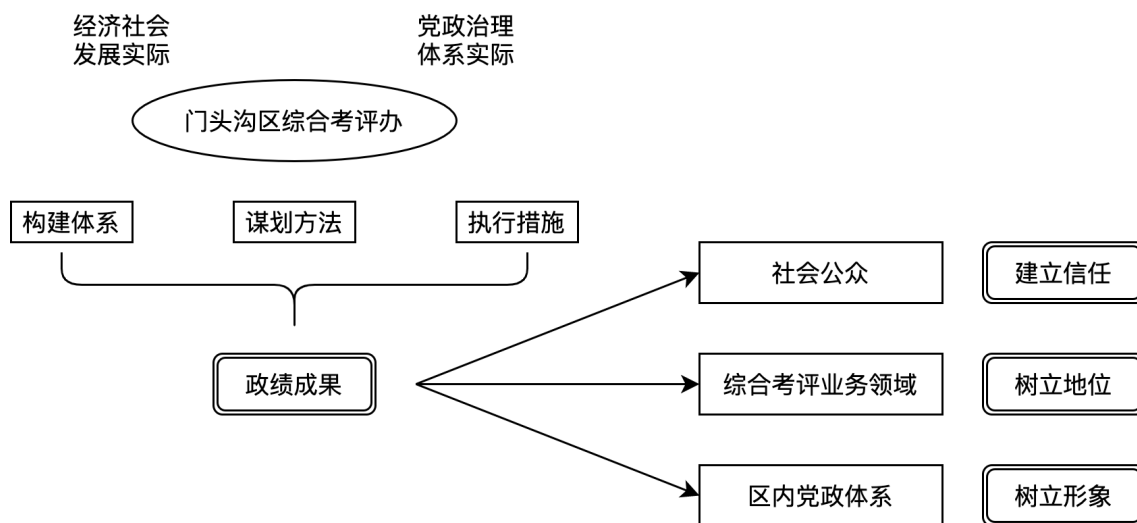 经济社会
发展实际
党政治理
体系实际
门头沟区综合考评办
构建体系
谋划方法
执行措施
政绩成果
社会公众
建立信任
综合考评业务领域
树立地位
区内党政体系
树立形象